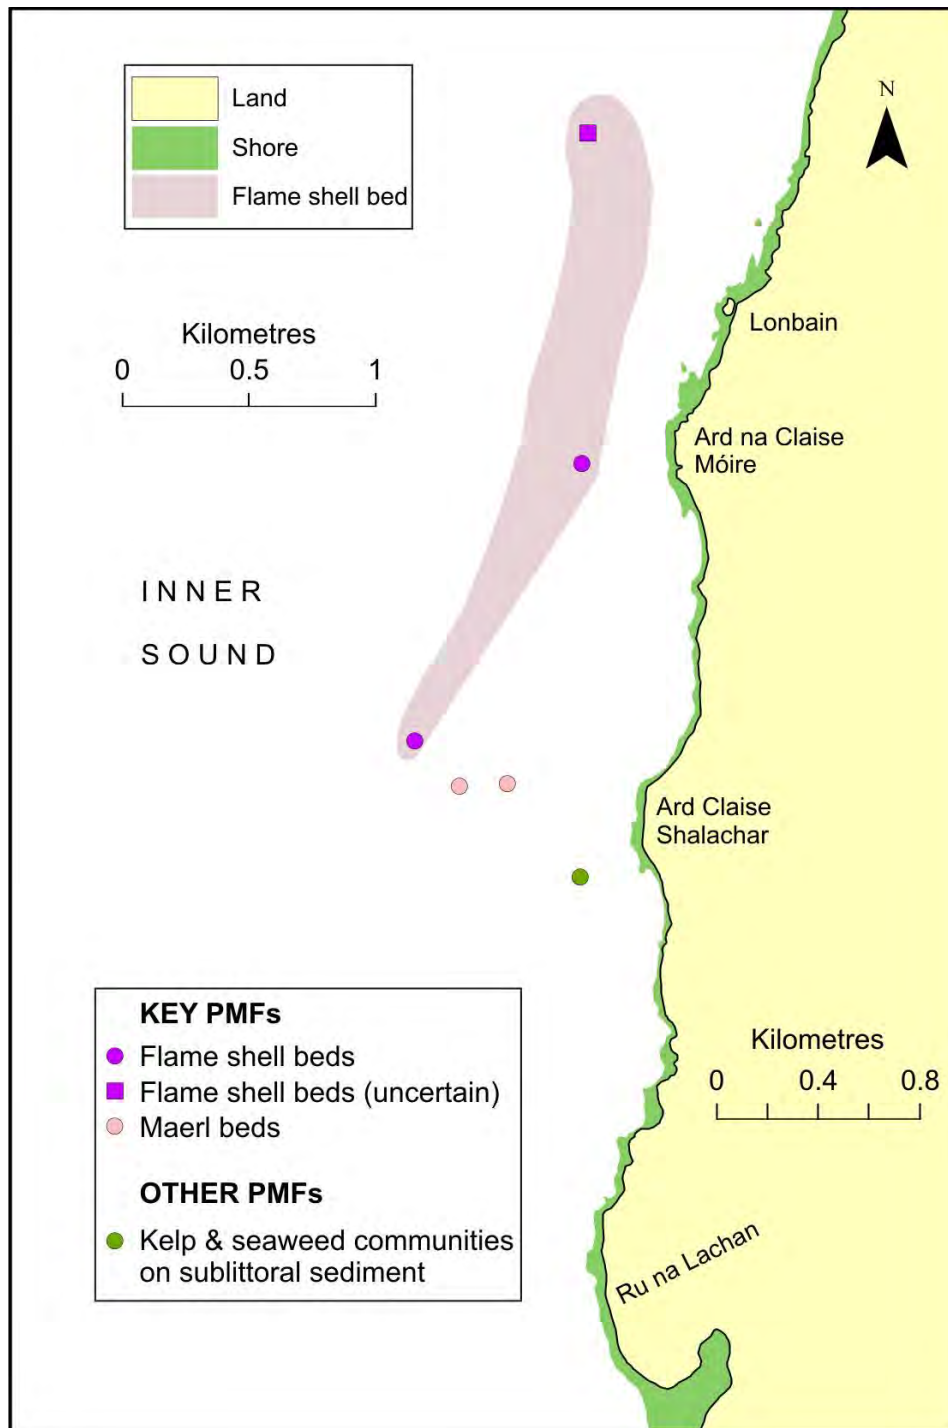 Land
Shore
Flame shell bed
N
Kilometres
0 0.5 1
Lonbain
Ard na Claise
Móire
INNER
SOUND
Ard Claise
Shalachar
KEY PMFs
Flame shell beds
Flame shell beds (uncertain)
Maerl beds
OTHER PMFs
Kelp & seaweed communities
on sublittoral sediment
Kilometres
0 0.4 0.8
Ru na Lachan